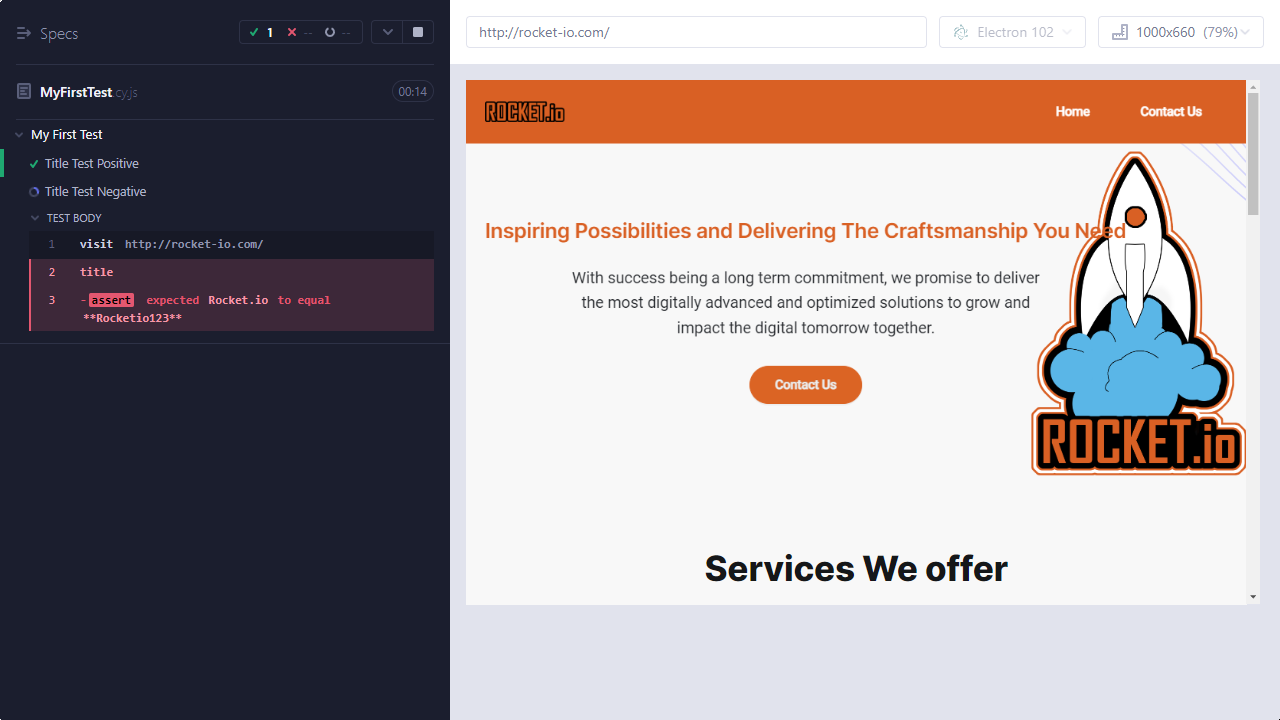 Specs
1
--
--
MyFirstTest.cy.js
00:14
My First Test
Title Test Positive
Title Test Negative
TEST BODY
1 visit http://rocket-io.com/
2 title
3 -assert expected Rocket.io to equal
**Rocketio123**
http://rocket-io.com/
Electron 102
1000x660 (79%)
ROCKET.io
Home
Contact Us
Inspiring Possibilities and Delivering The Craftsmanship You Need
With success being a long term commitment, we promise to deliver
the most digitally advanced and optimized solutions to grow and
impact the digital tomorrow together.
Contact Us
ROCKET.io
Services We offer